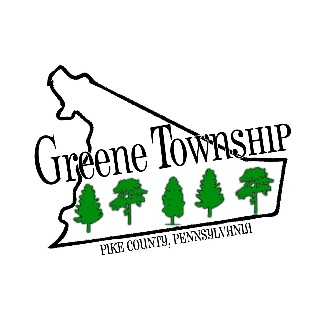 Greene Township
PIKE COUNTY, PENNSYLVANIA